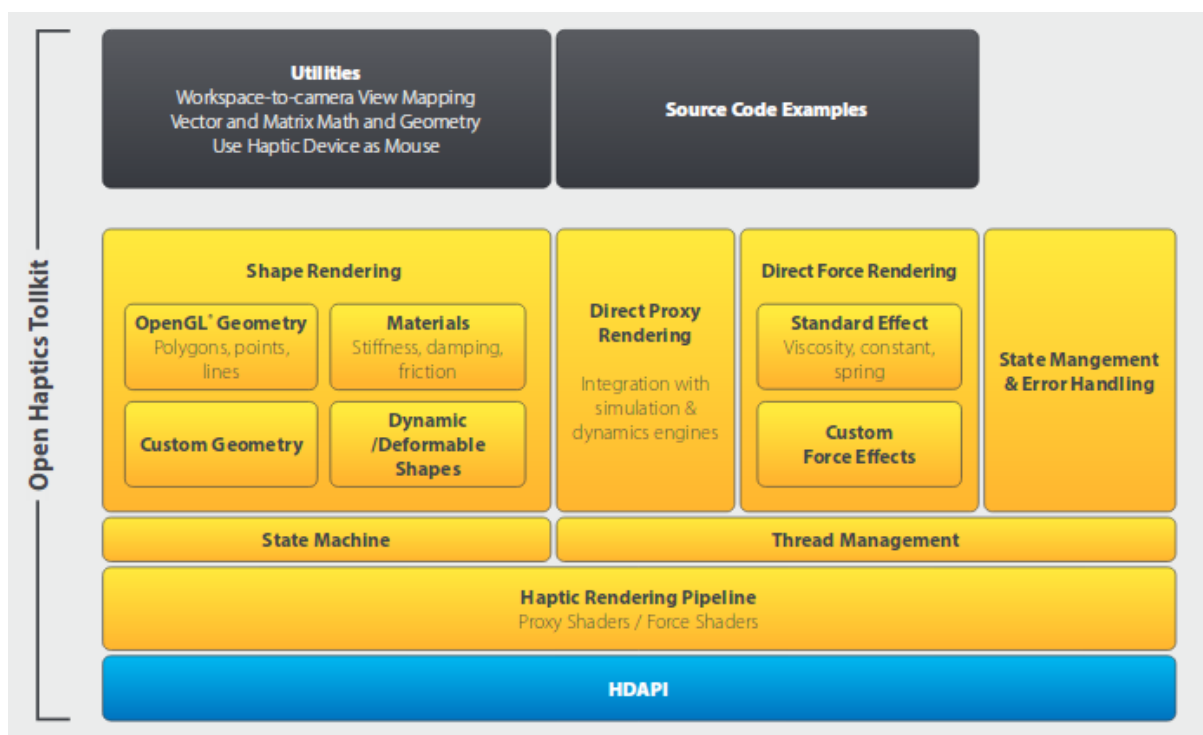 Open Haptics Tollkit
Utilities
Workspace-to-camera View Mapping
Vector and Matrix Math and Geometry
Use Haptic Device as Mouse
Source Code Examples
Shape Rendering
OpenGL® Geometry
Polygons, points,
lines
Materials
Stiffness, damping,
friction
Custom Geometry
Dynamic
/Deformable
Shapes
Direct Proxy
Rendering
Integration with
simulation &
dynamics engines
Direct Force Rendering
Standard Effect
Viscosity, constant,
spring
Custom
Force Effects
State Mangement
& Error Handling
State Machine
Thread Management
Haptic Rendering Pipeline
Proxy Shaders / Force Shaders
HDAPI